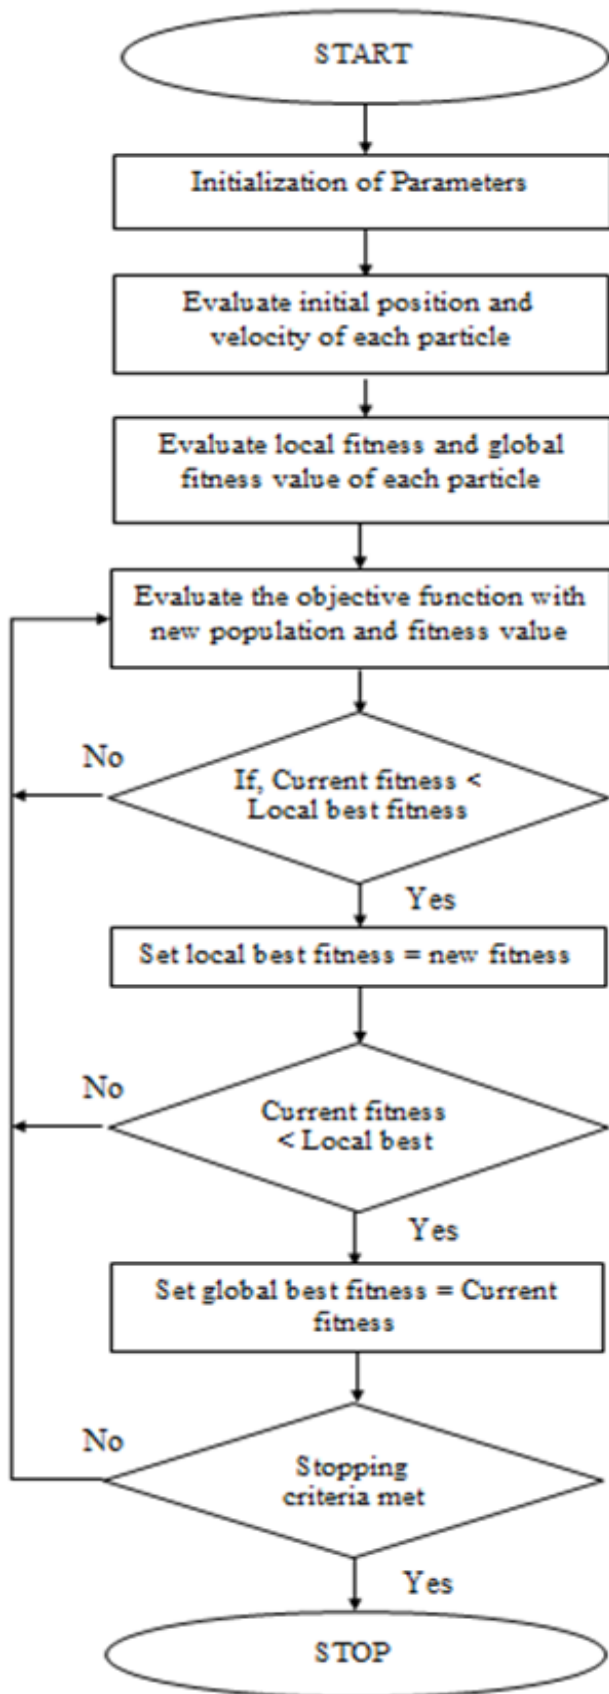 START
Initialization of Parameters
Evaluate initial position and
velocity of each particle
Evaluate local fitness and global
fitness value of each particle
Evaluate the objective function with
new population and fitness value
No
If, Current fitness <
Local best fitness
Yes
Set local best fitness = new fitness
No
Current fitness
< Local best
Yes
Set global best fitness = Current
fitness
No
Stopping
criteria met
Yes
STOP